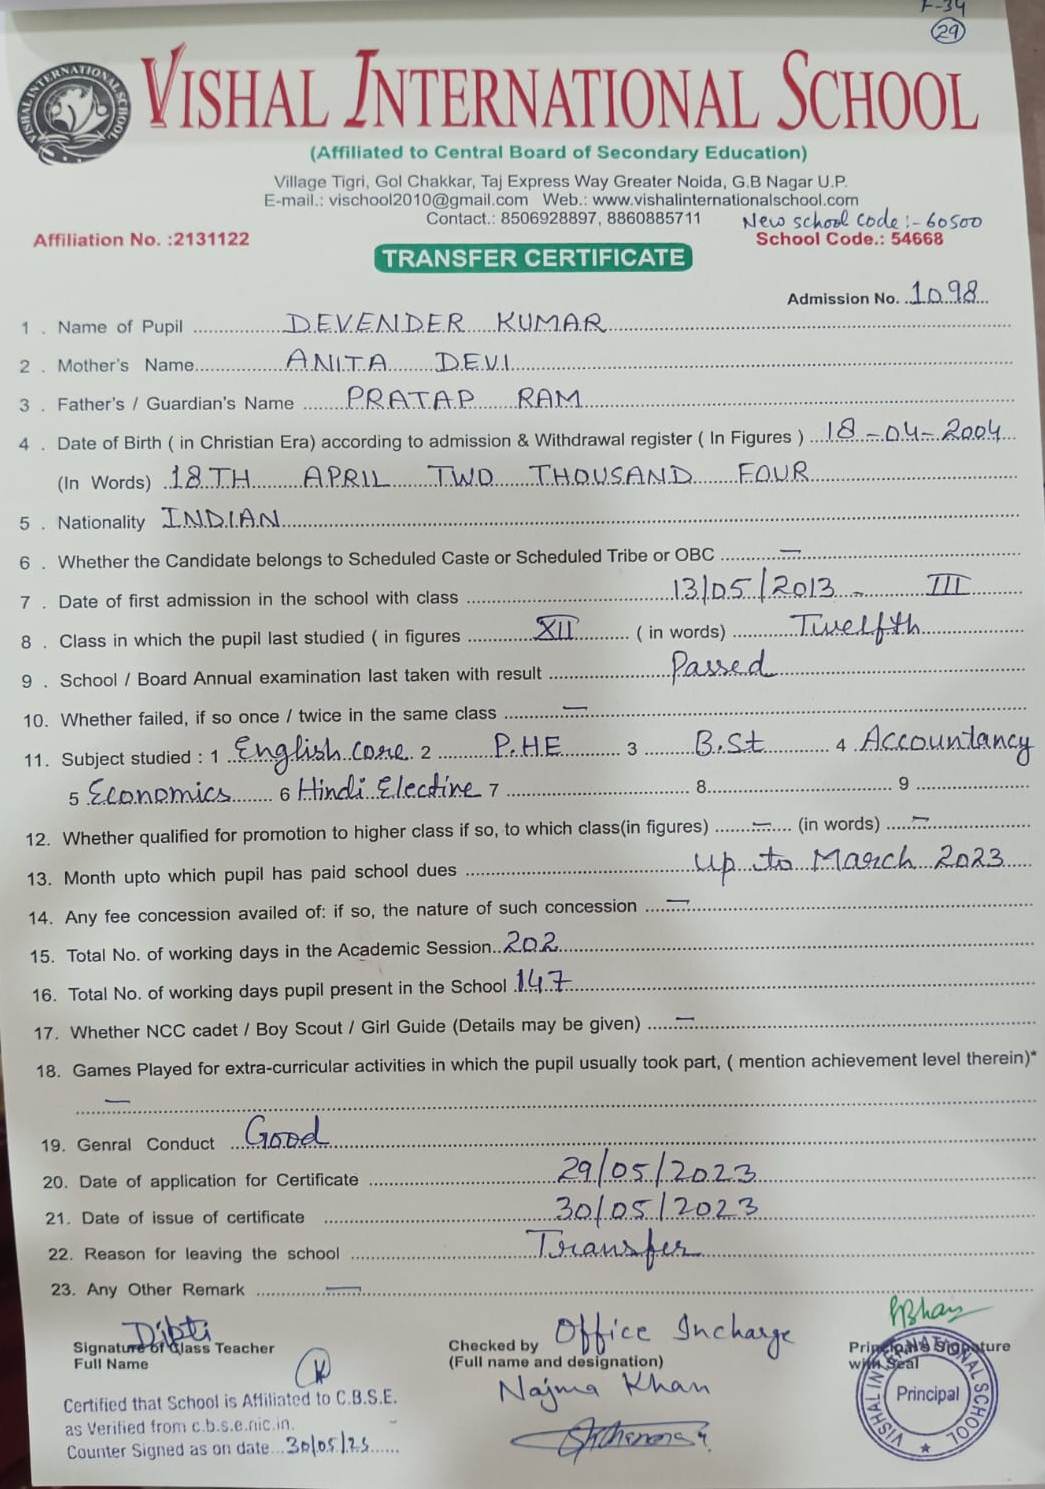 F-34
29
VISHAL INTERNATIONAL SCHOOL
VISHAL INTERNATIONAL SCHOOL
(Affiliated to Central Board of Secondary Education)
Village Tigri, Gol Chakkar, Taj Express Way Greater Noida, G.B Nagar U.P.
E-mail.: vischool2010@gmail.com Web.: www.vishalinternationalschool.com
Contact.: 8506928897, 8860885711 New school code :- 60500
Affiliation No. :2131122 School Code.: 54668
TRANSFER CERTIFICATE
Admission No. 1098
1 . Name of Pupil DEVENDER KUMAR
2 . Mother's Name ANITA DEVI
3 . Father's / Guardian's Name PRATAP RAM
4 . Date of Birth ( in Christian Era) according to admission & Withdrawal register ( In Figures ) 18-04-2004
(In Words) 18TH APRIL TWO THOUSAND FOUR
5 . Nationality INDIAN
6 . Whether the Candidate belongs to Scheduled Caste or Scheduled Tribe or OBC —
7 . Date of first admission in the school with class 13/05/2013 - III
8 . Class in which the pupil last studied ( in figures XII ( in words) Twelfth
9 . School / Board Annual examination last taken with result Passed
10. Whether failed, if so once / twice in the same class —
11. Subject studied : 1 English core 2 P.HE 3 B.St 4 Accountancy
5 Economics 6 Hindi Elective 7 8 9
12. Whether qualified for promotion to higher class if so, to which class(in figures) — (in words) —
13. Month upto which pupil has paid school dues up to March 2023
14. Any fee concession availed of: if so, the nature of such concession —
15. Total No. of working days in the Academic Session 202
16. Total No. of working days pupil present in the School 147
17. Whether NCC cadet / Boy Scout / Girl Guide (Details may be given) —
18. Games Played for extra-curricular activities in which the pupil usually took part, ( mention achievement level therein)*
—
19. Genral Conduct Good
20. Date of application for Certificate 29/05/2023
21. Date of issue of certificate 30/05/2023
22. Reason for leaving the school Transfer
23. Any Other Remark —
Dipti
Signature of Class Teacher
Full Name
Checked by Office Incharge
(Full name and designation)
Najma Khan
Principal's Signature
with Seal
VISHAL INTERNATIONAL SCHOOL
Principal
Certified that School is Affiliated to C.B.S.E.
as Verified from c.b.s.e.nic.in.
Counter Signed as on date 30/05/23